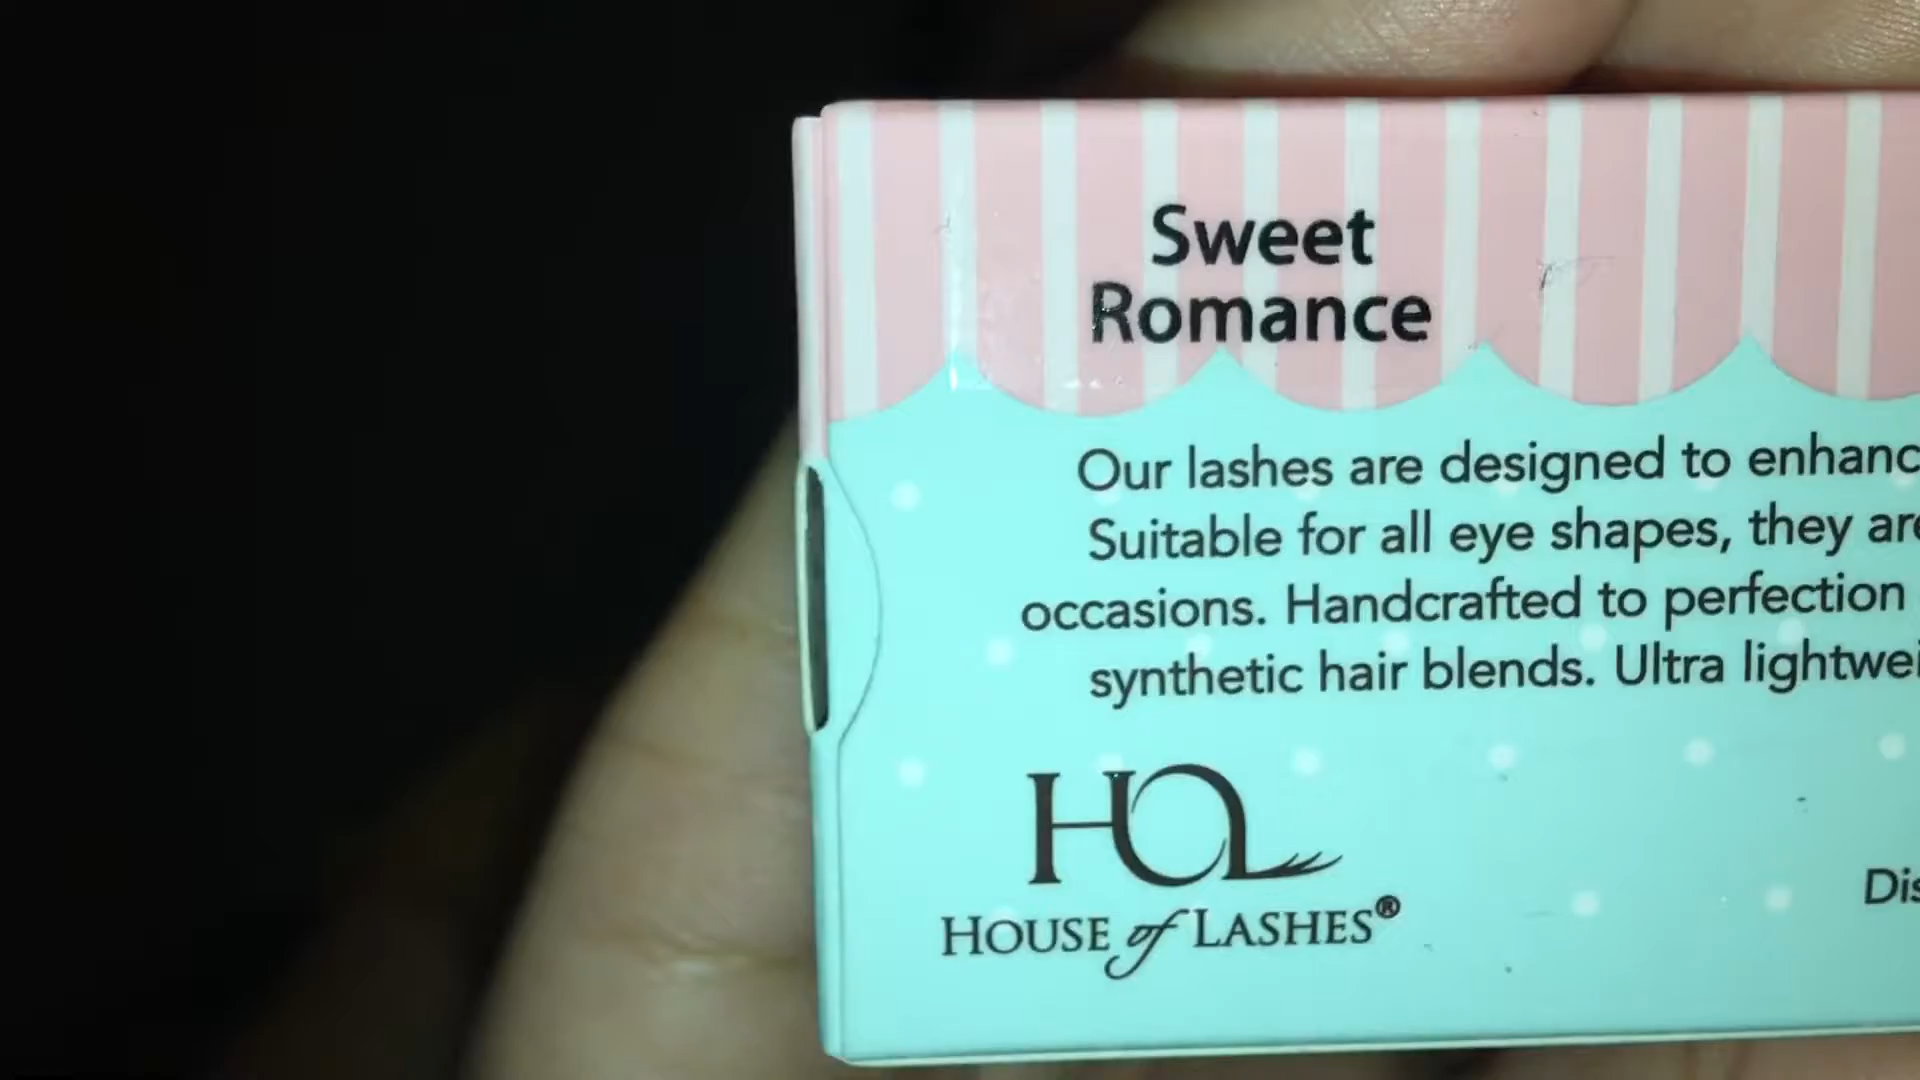 Sweet
Romance
Our lashes are designed to enhanc
Suitable for all eye shapes, they are
occasions. Handcrafted to perfection
synthetic hair blends. Ultra lightwei
HOL
HOUSE of LASHES®
Dis